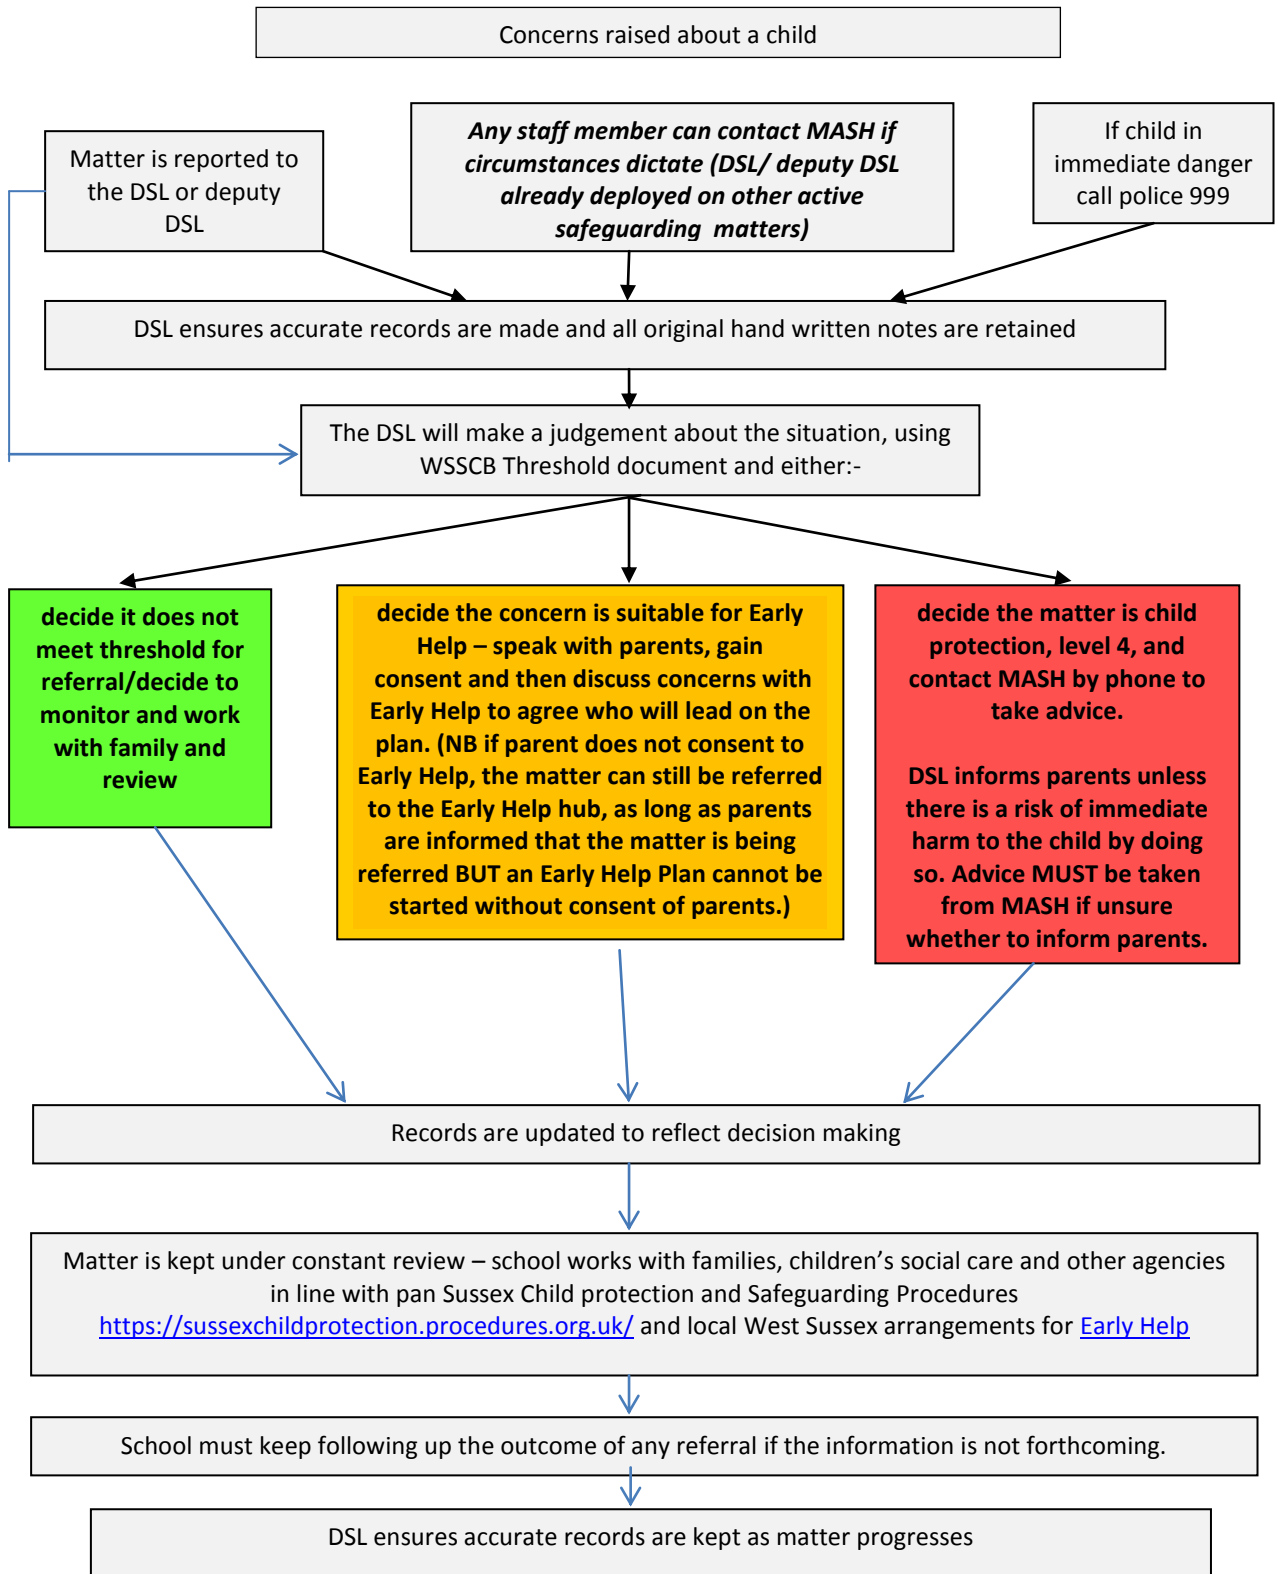 Concerns raised about a child
Matter is reported to
the DSL or deputy
DSL
Any staff member can contact MASH if
circumstances dictate (DSL/ deputy DSL
already deployed on other active
safeguarding matters)
If child in
immediate danger
call police 999
DSL ensures accurate records are made and all original hand written notes are retained
The DSL will make a judgement about the situation, using
WSSCB Threshold document and either:-
decide it does not
meet threshold for
referral/decide to
monitor and work
with family and
review
decide the concern is suitable for Early
Help – speak with parents, gain
consent and then discuss concerns with
Early Help to agree who will lead on the
plan. (NB if parent does not consent to
Early Help, the matter can still be referred
to the Early Help hub, as long as parents
are informed that the matter is being
referred BUT an Early Help Plan cannot be
started without consent of parents.)
decide the matter is child
protection, level 4, and
contact MASH by phone to
take advice.
DSL informs parents unless
there is a risk of immediate
harm to the child by doing
so. Advice MUST be taken
from MASH if unsure
whether to inform parents.
Records are updated to reflect decision making
Matter is kept under constant review – school works with families, children’s social care and other agencies
in line with pan Sussex Child protection and Safeguarding Procedures
https://sussexchildprotection.procedures.org.uk/ and local West Sussex arrangements for Early Help
School must keep following up the outcome of any referral if the information is not forthcoming.
DSL ensures accurate records are kept as matter progresses